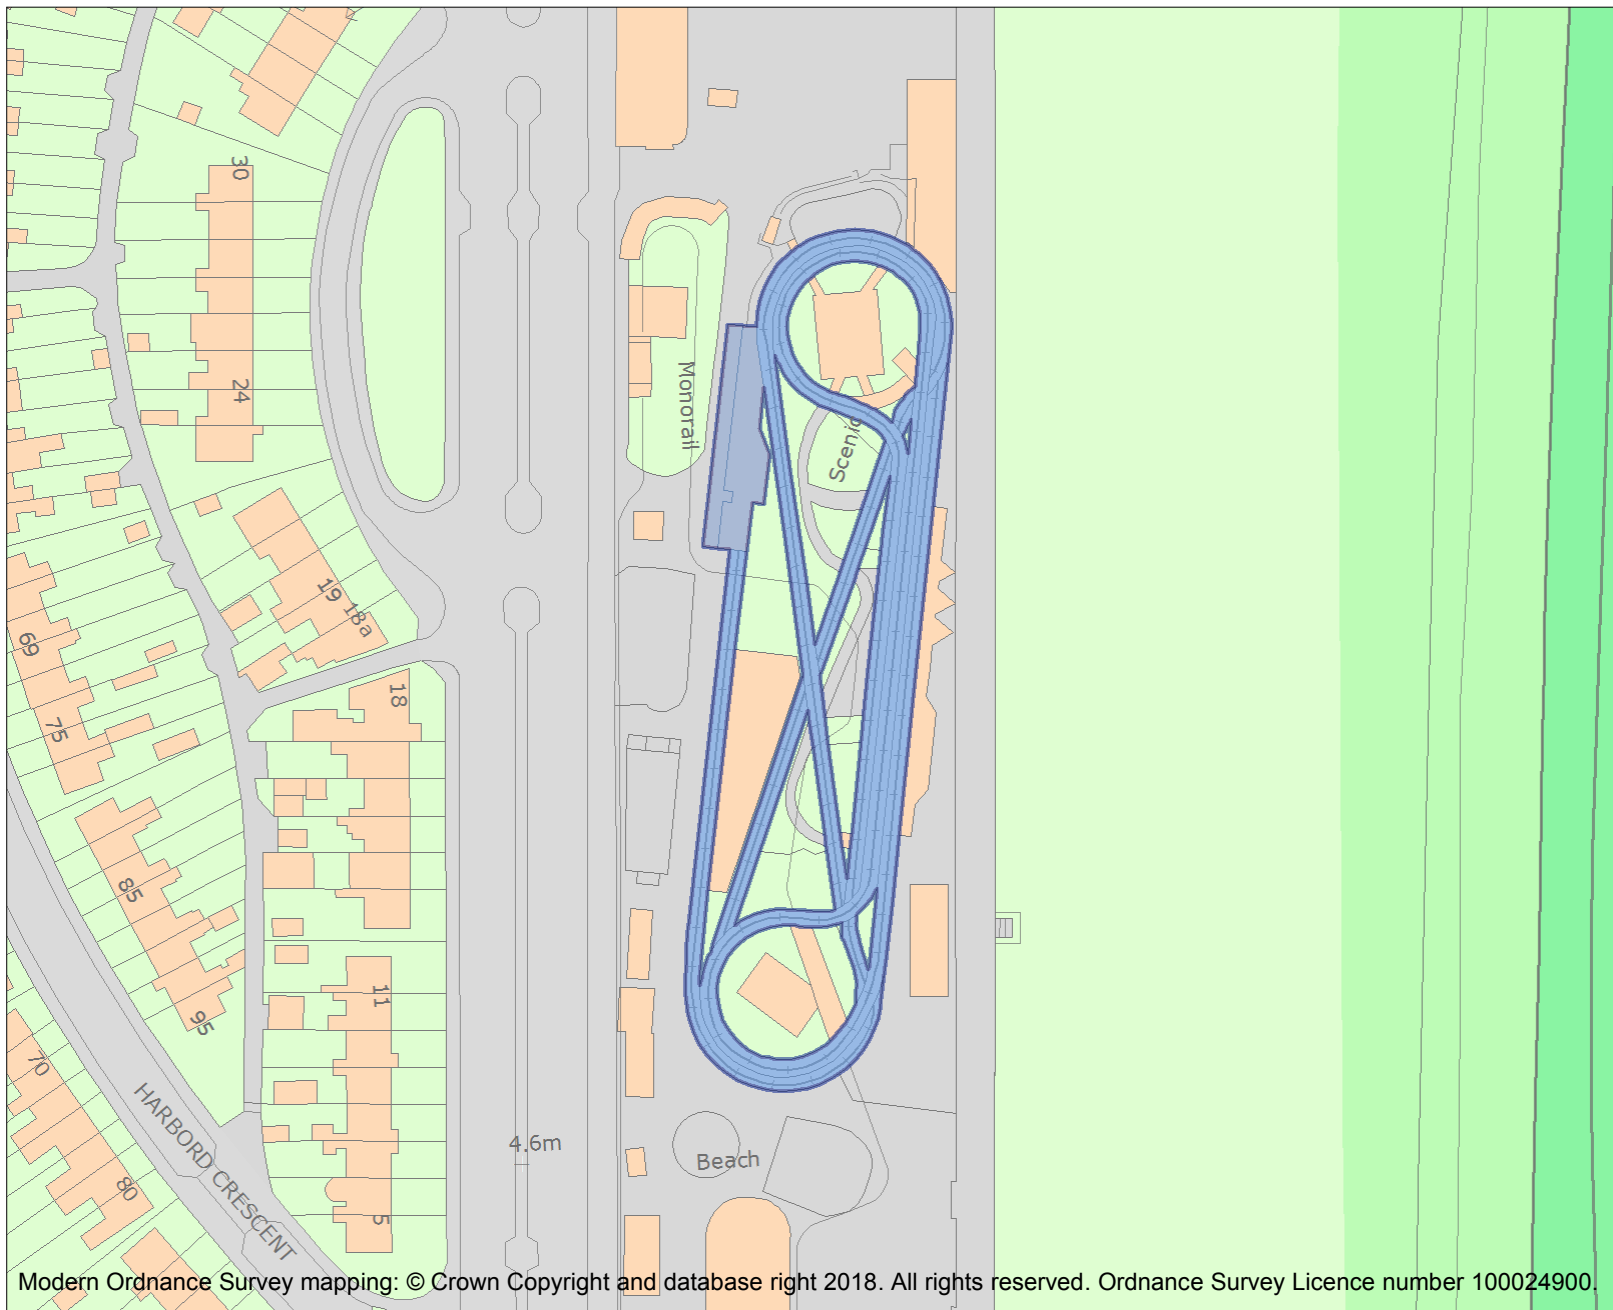 30
24
Monorail
Scenic
19
18a
69
75
18
85
95
11
70
HARBORD CRESCENT
80
4.6m
Beach
5
Modern Ordnance Survey mapping: © Crown Copyright and database right 2018. All rights reserved. Ordnance Survey Licence number 100024900.